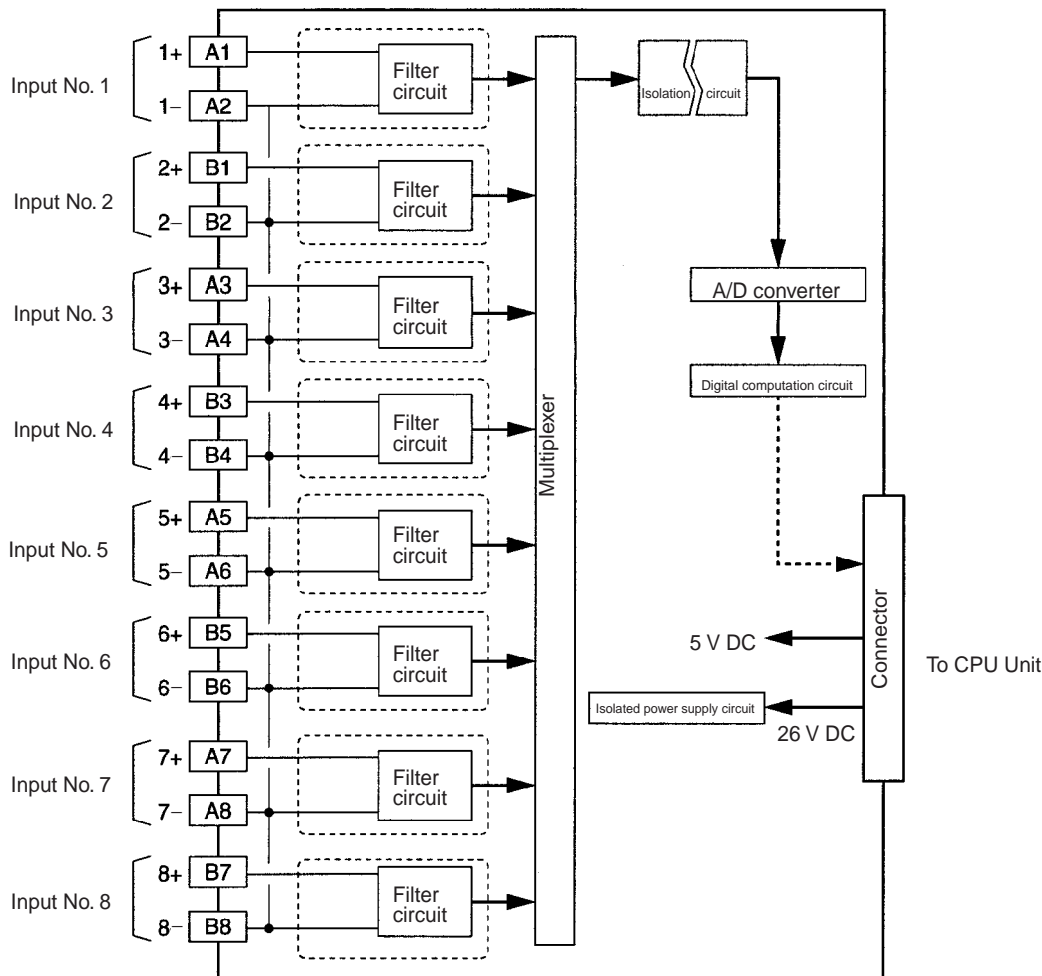 Input No. 1
1+ A1
1– A2
Filter
circuit
Input No. 2
2+ B1
2– B2
Filter
circuit
Input No. 3
3+ A3
3– A4
Filter
circuit
Input No. 4
4+ B3
4– B4
Filter
circuit
Input No. 5
5+ A5
5– A6
Filter
circuit
Input No. 6
6+ B5
6– B6
Filter
circuit
Input No. 7
7+ A7
7– A8
Filter
circuit
Input No. 8
8+ B7
8– B8
Filter
circuit
Multiplexer
Isolation circuit
A/D converter
Digital computation circuit
Connector
5 V DC
To CPU Unit
Isolated power supply circuit
26 V DC